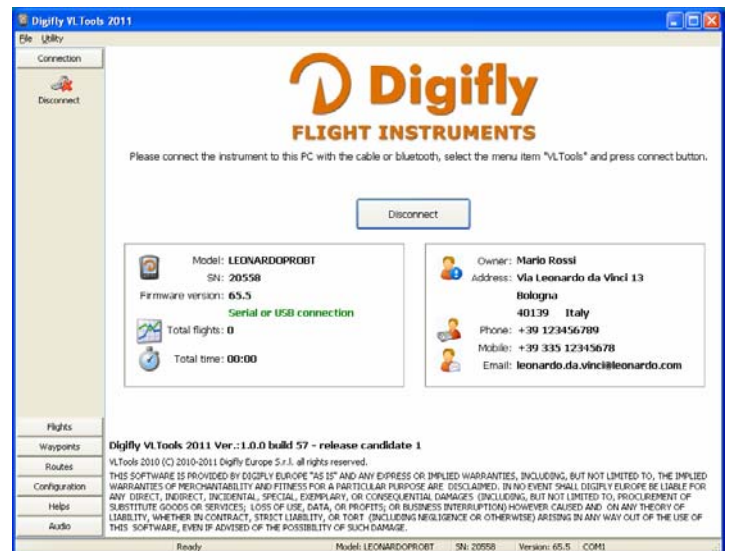 Digifly VLTools 2011
File Utility
Connection
Disconnect
Digifly
FLIGHT INSTRUMENTS
Please connect the instrument to this PC with the cable or bluetooth, select the menu item "VLTools" and press connect button.
Disconnect
Model: LEONARDOPROBT
SN: 20558
Firmware version: 65.5
Serial or USB connection
Total flights: 0
Total time: 00:00
Owner: Mario Rossi
Address: Via Leonardo da Vinci 13
Bologna
40139 Italy
Phone: +39 123456789
Mobile: +39 335 12345678
Email: leonardo.da.vinci@leonardo.com
Flights
Waypoints
Routes
Configuration
Helps
Audio
Digifly VLTools 2011 Ver.:1.0.0 build 57 - release candidate 1
VLTools 2010 (C) 2010-2011 Digifly Europe S.r.l. all rights reserved.
THIS SOFTWARE IS PROVIDED BY DIGIFLY EUROPE "AS IS" AND ANY EXPRESS OR IMPLIED WARRANTIES, INCLUDING, BUT NOT LIMITED TO, THE IMPLIED
WARRANTIES OF MERCHANTABILITY AND FITNESS FOR A PARTICULAR PURPOSE ARE DISCLAIMED. IN NO EVENT SHALL DIGIFLY EUROPE BE LIABLE FOR
ANY DIRECT, INDIRECT, INCIDENTAL, SPECIAL, EXEMPLARY, OR CONSEQUENTIAL DAMAGES (INCLUDING, BUT NOT LIMITED TO, PROCUREMENT OF
SUBSTITUTE GOODS OR SERVICES; LOSS OF USE, DATA, OR PROFITS; OR BUSINESS INTERRUPTION) HOWEVER CAUSED AND ON ANY THEORY OF
LIABILITY, WHETHER IN CONTRACT, STRICT LIABILITY, OR TORT (INCLUDING NEGLIGENCE OR OTHERWISE) ARISING IN ANY WAY OUT OF THE USE OF
THIS SOFTWARE, EVEN IF ADVISED OF THE POSSIBILITY OF SUCH DAMAGE.
Ready Model: LEONARDOPROBT SN: 20558 Version: 65.5 COM1